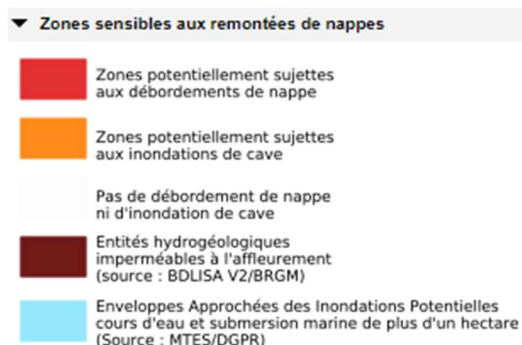 Zones sensibles aux remontées de nappes
Zones potentiellement sujettes
aux débordements de nappe
Zones potentiellement sujettes
aux inondations de cave
Pas de débordement de nappe
ni d'inondation de cave
Entités hydrogéologiques
imperméables à l'affleurement
(source : BDLISA V2/BRGM)
Enveloppes Approchées des Inondations Potentielles
cours d'eau et submersion marine de plus d'un hectare
(Source : MTES/DGPR)